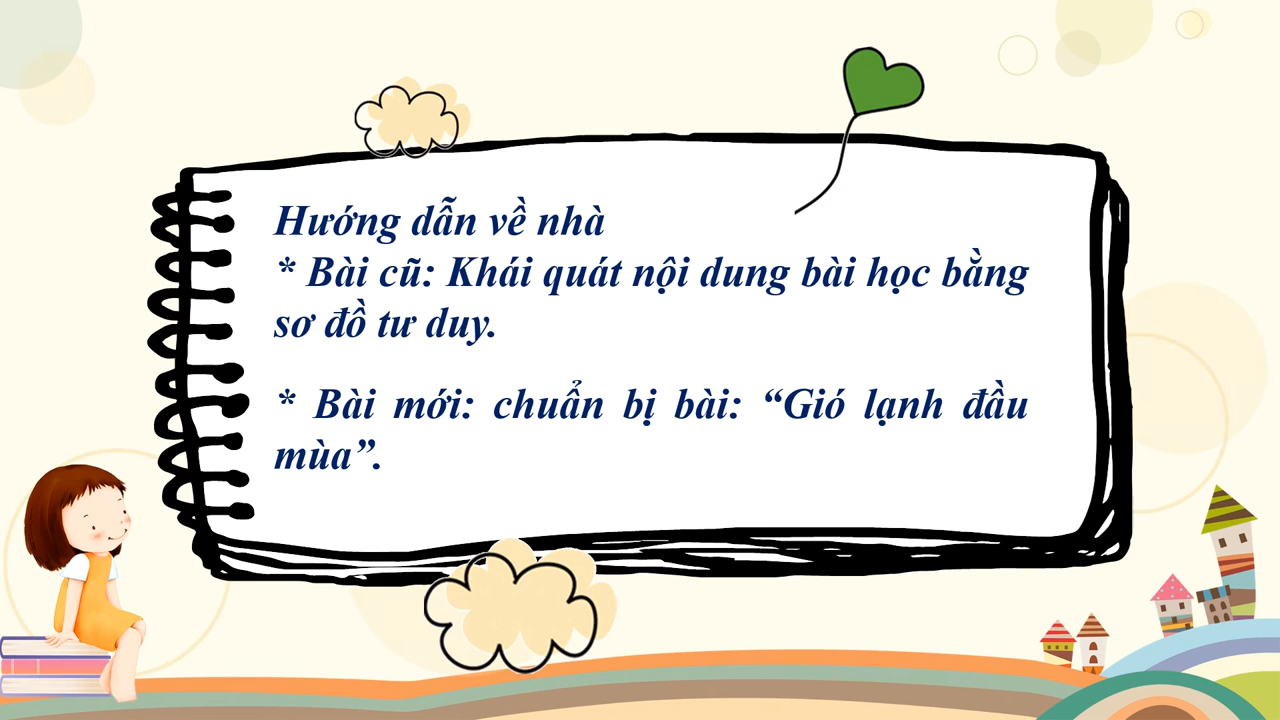 Hướng dẫn về nhà
* Bài cũ: Khái quát nội dung bài học bằng
sơ đồ tư duy.
* Bài mới: chuẩn bị bài: “Gió lạnh đầu
mùa”.